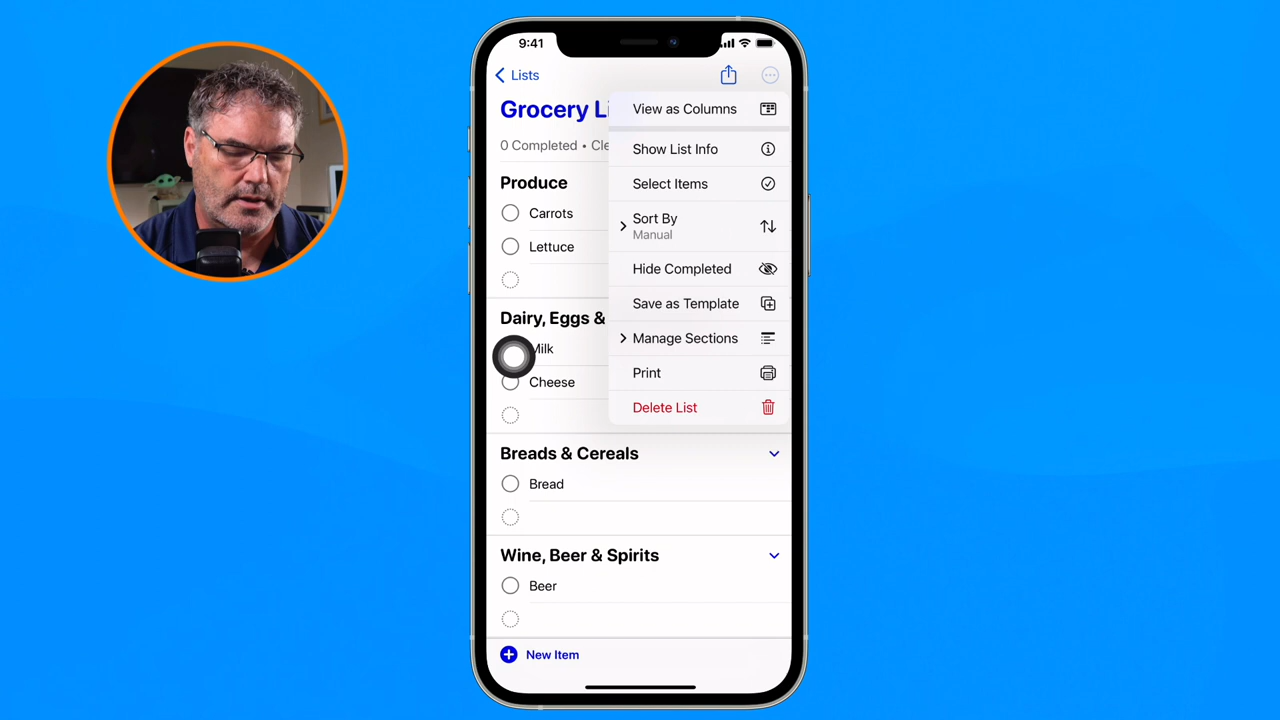 9:41
Lists
Grocery Li
0 Completed • Cle
View as Columns
Show List Info
Select Items
Sort By
Manual
Hide Completed
Save as Template
Manage Sections
Print
Delete List
Produce
Carrots
Lettuce
Dairy, Eggs &
Milk
Cheese
Breads & Cereals
Bread
Wine, Beer & Spirits
Beer
New Item